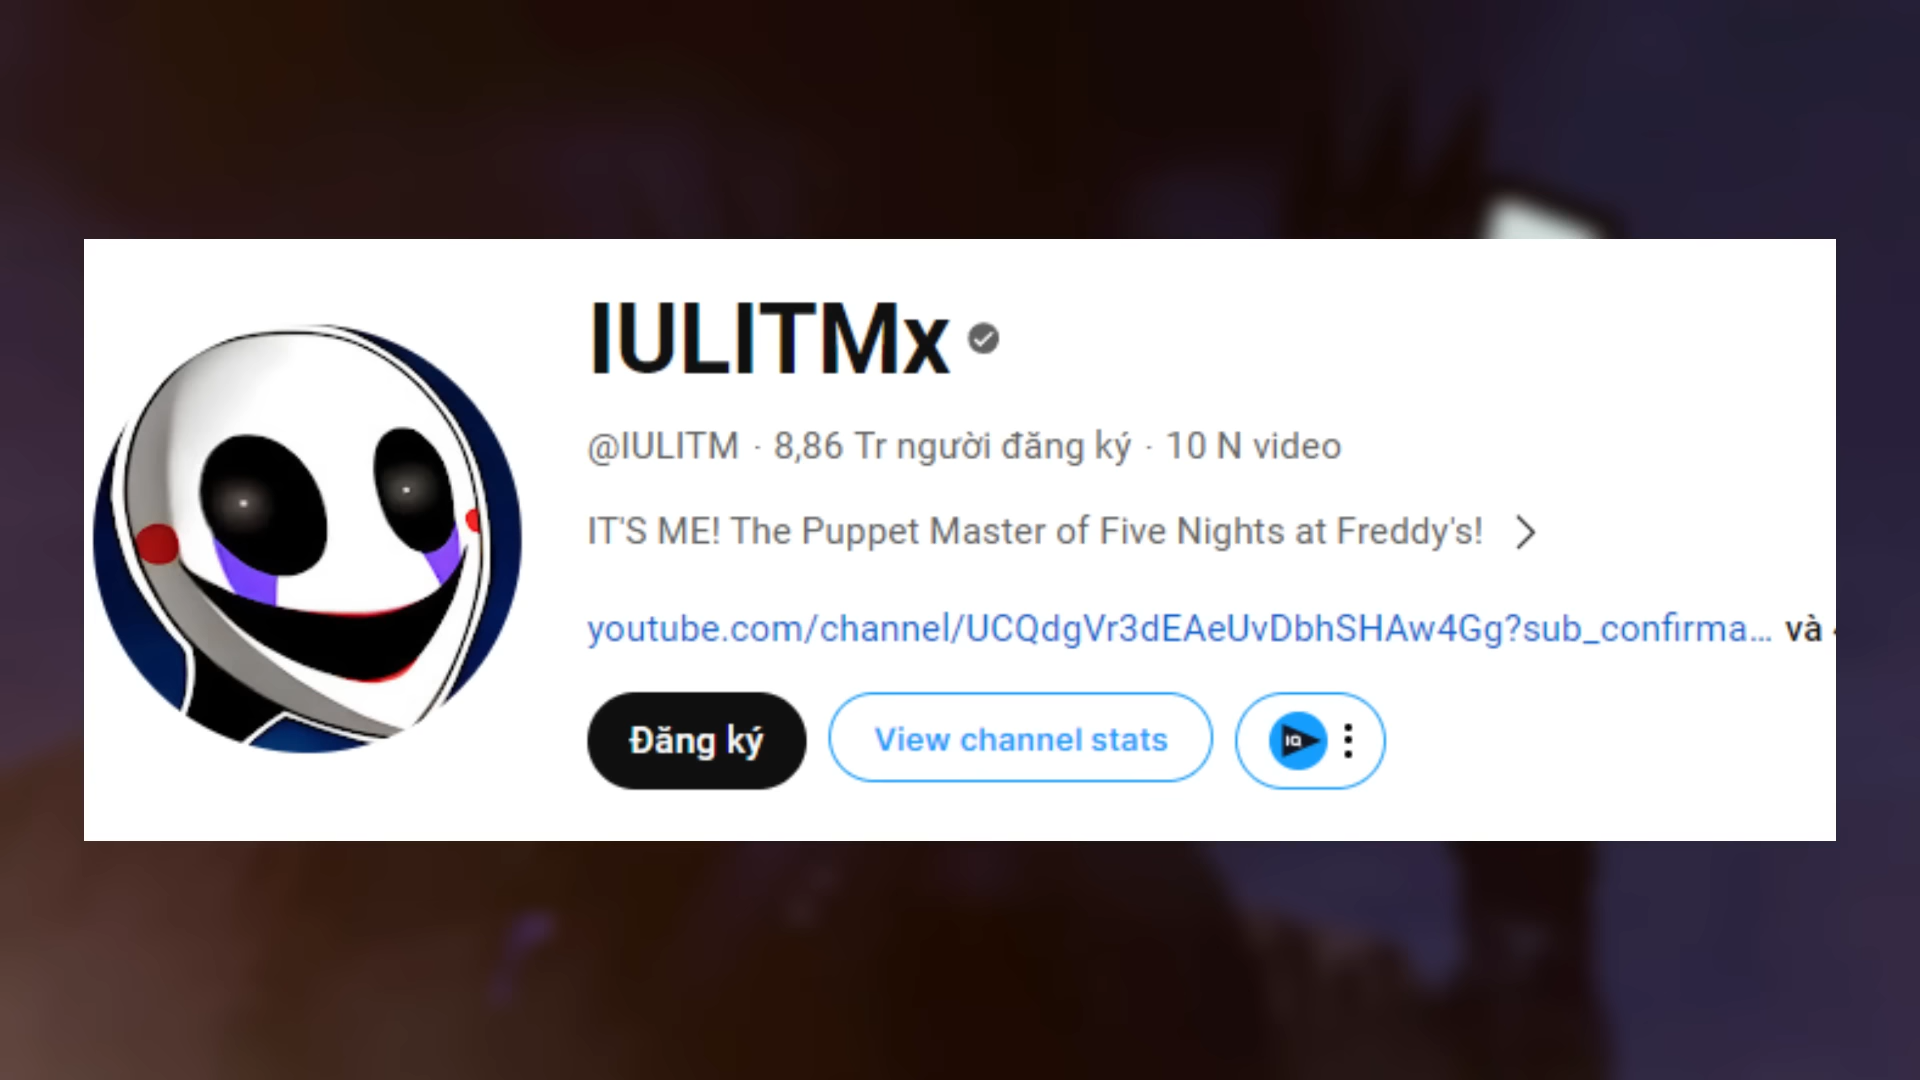 IULITMx
@IULITM · 8,86 Tr người đăng ký · 10 N video
IT'S ME! The Puppet Master of Five Nights at Freddy's!
youtube.com/channel/UCQdgVr3dEAeUvDbhSHAw4Gg?sub_confirma... và
Đăng ký
View channel stats
IQ